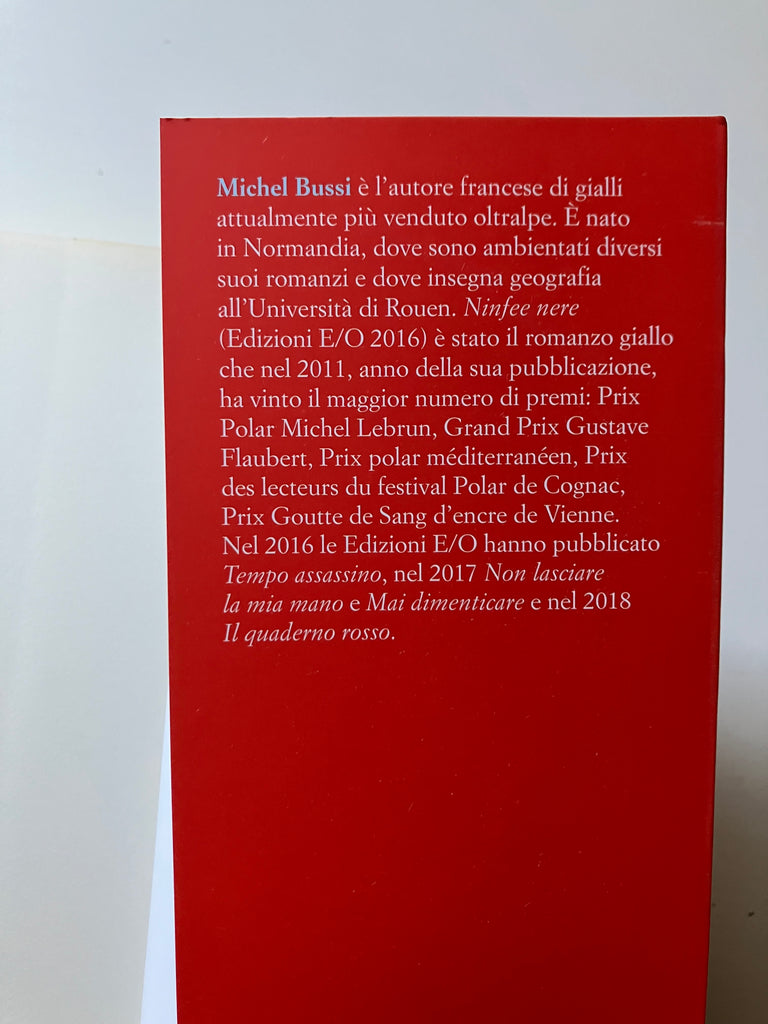 Michel Bussi è l'autore francese di gialli
attualmente più venduto oltralpe. È nato
in Normandia, dove sono ambientati diversi
suoi romanzi e dove insegna geografia
all'Università di Rouen. Ninfee nere
(Edizioni E/O 2016) è stato il romanzo giallo
che nel 2011, anno della sua pubblicazione,
ha vinto il maggior numero di premi: Prix
Polar Michel Lebrun, Grand Prix Gustave
Flaubert, Prix polar méditerranéen, Prix
des lecteurs du festival Polar de Cognac,
Prix Goutte de Sang d'encre de Vienne.
Nel 2016 le Edizioni E/O hanno pubblicato
Tempo assassino, nel 2017 Non lasciare
la mia mano e Mai dimenticare e nel 2018
Il quaderno rosso.